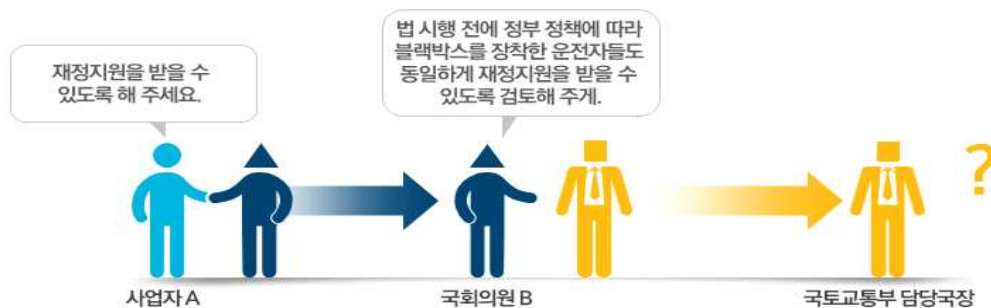 재정지원을 받을 수
있도록 해 주세요.
법 시행 전에 정부 정책에 따라
블랙박스를 장착한 운전자들도
동일하게 재정지원을 받을 수
있도록 검토해 주게.
?
사업자 A
국회의원 B
국토교통부 담당국장